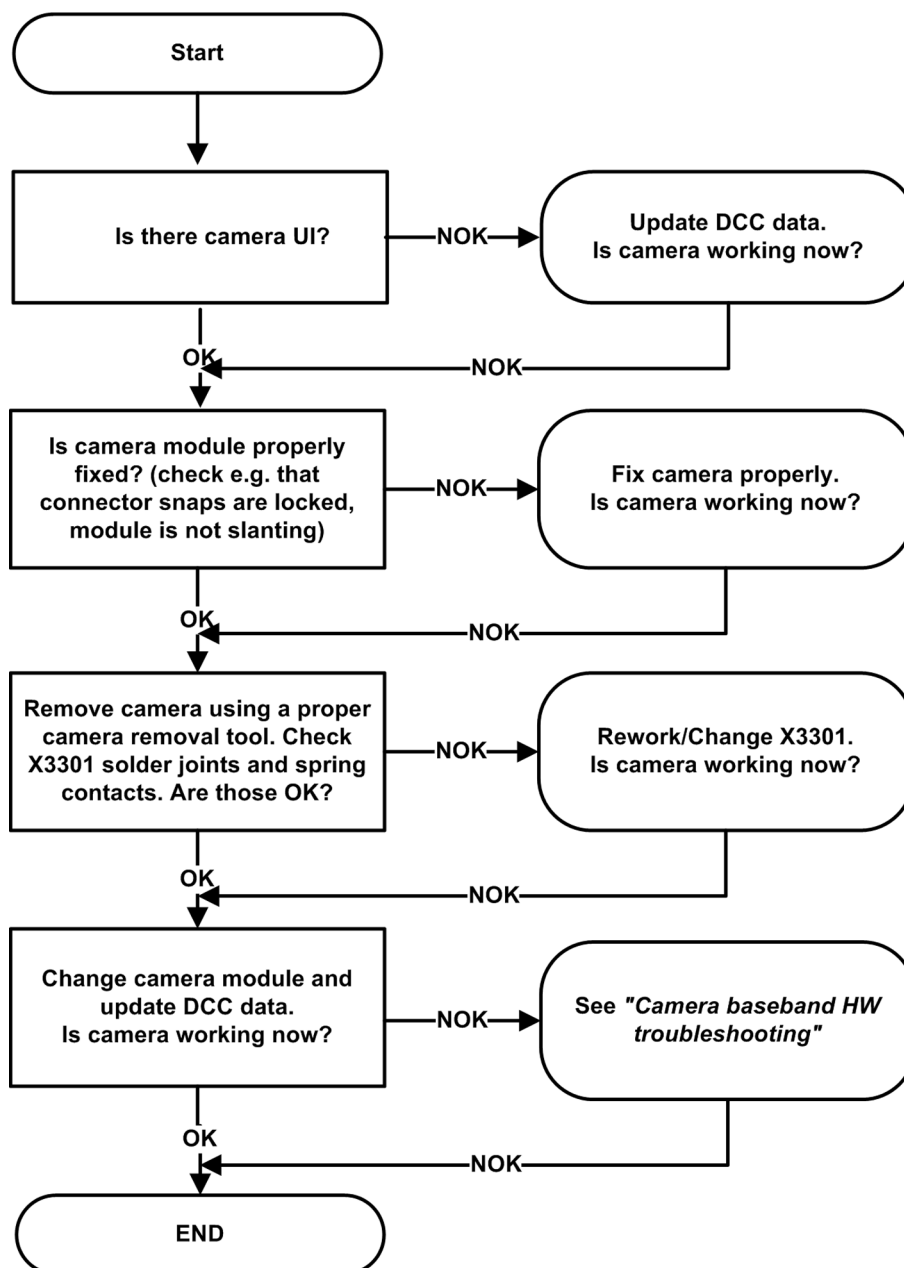 Start
Is there camera UI?
NOK
Update DCC data.
Is camera working now?
OK
NOK
Is camera module properly
fixed? (check e.g. that
connector snaps are locked,
module is not slanting)
NOK
Fix camera properly.
Is camera working now?
OK
NOK
Remove camera using a proper
camera removal tool. Check
X3301 solder joints and spring
contacts. Are those OK?
NOK
Rework/Change X3301.
Is camera working now?
OK
NOK
Change camera module and
update DCC data.
Is camera working now?
NOK
See "Camera baseband HW
troubleshooting"
OK
NOK
END